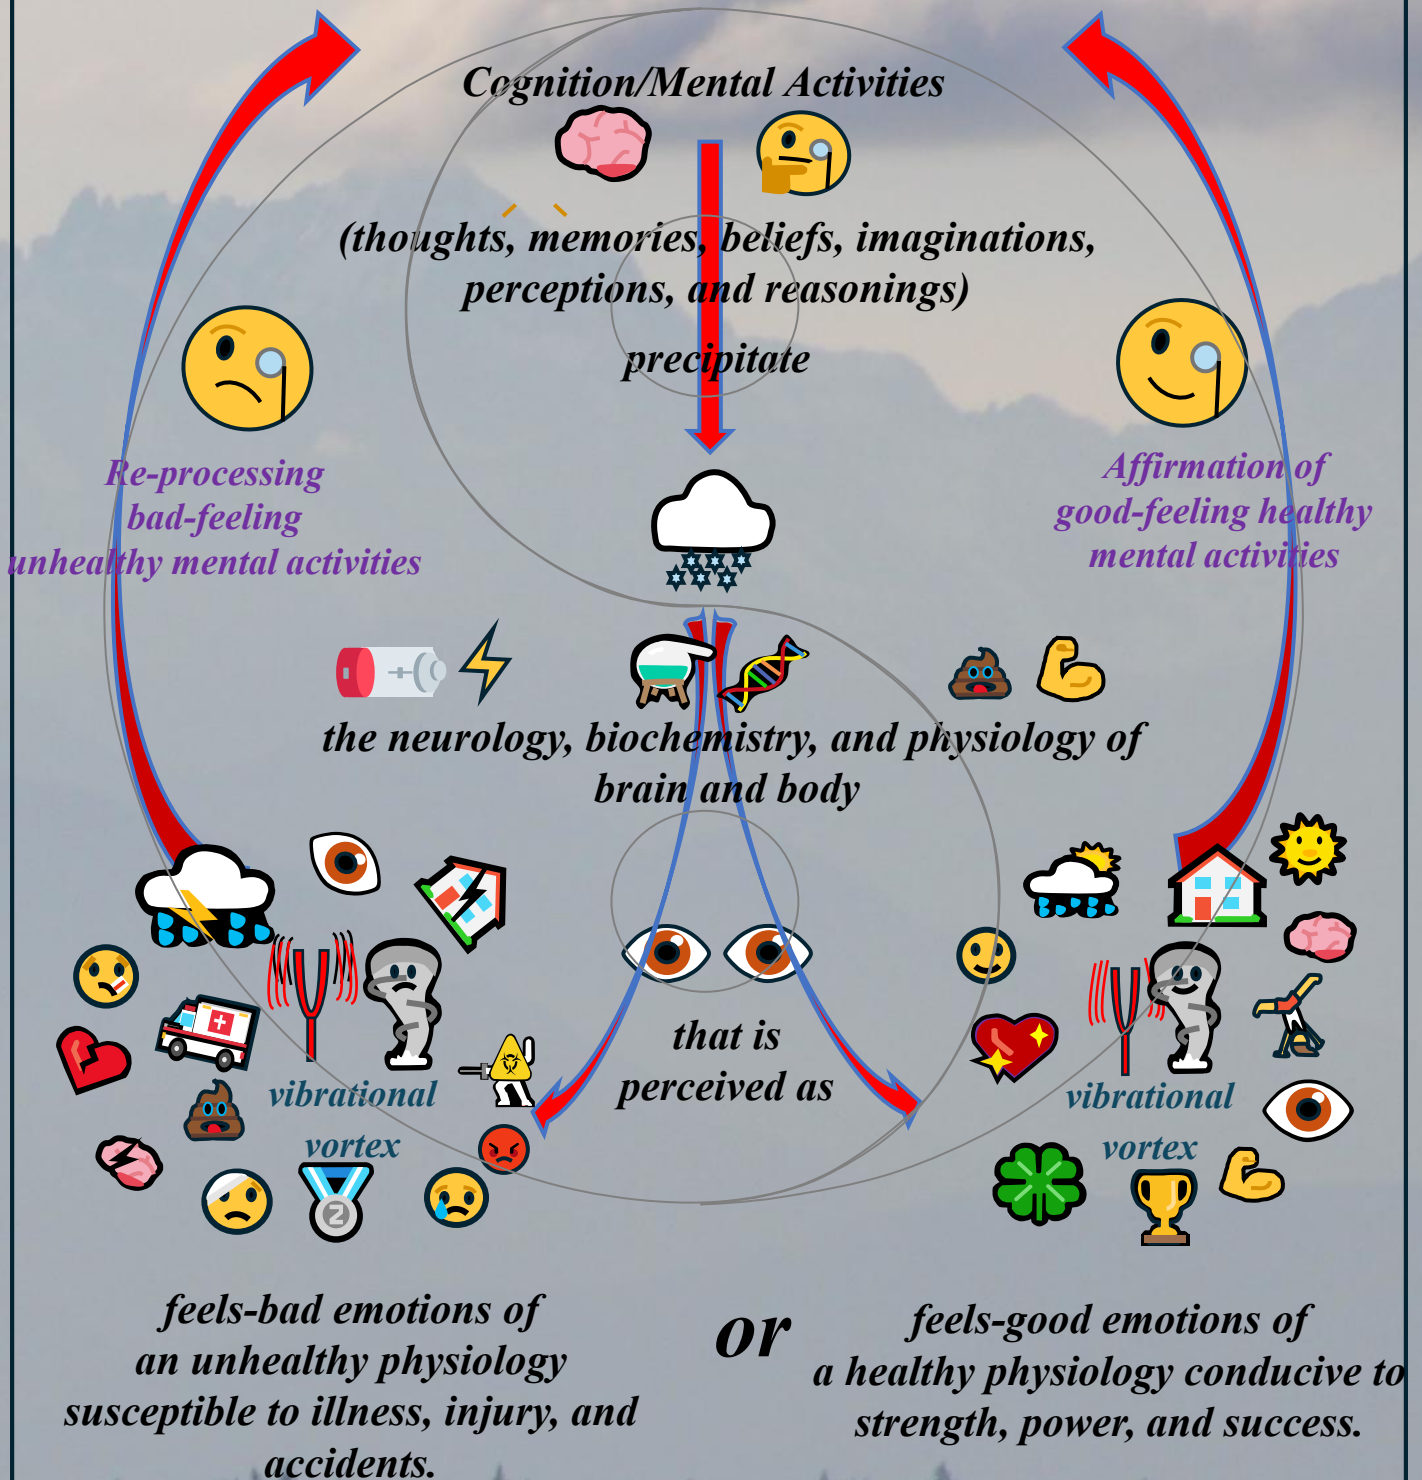 Cognition/Mental Activities
(thoughts, memories, beliefs, imaginations,
perceptions, and reasonings)
precipitate
Re-processing
bad-feeling
unhealthy mental activities
Affirmation of
good-feeling healthy
mental activities
the neurology, biochemistry, and physiology of
brain and body
that is
perceived as
vibrational
vortex
2
vibrational
vortex
feels-bad emotions of
an unhealthy physiology
susceptible to illness, injury, and
accidents.
or
feels-good emotions of
a healthy physiology conducive to
strength, power, and success.